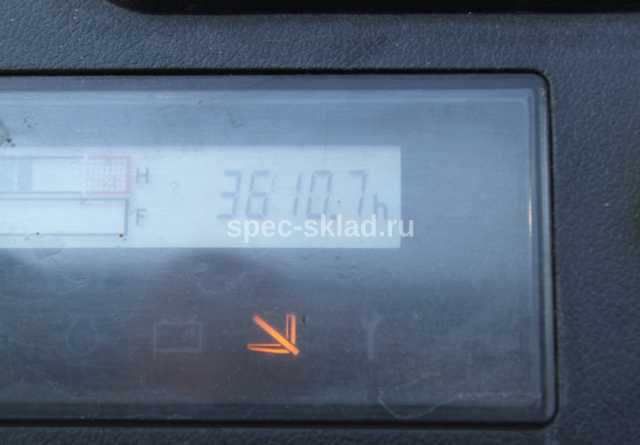 H
3610.7h
F
spec-sklad.ru